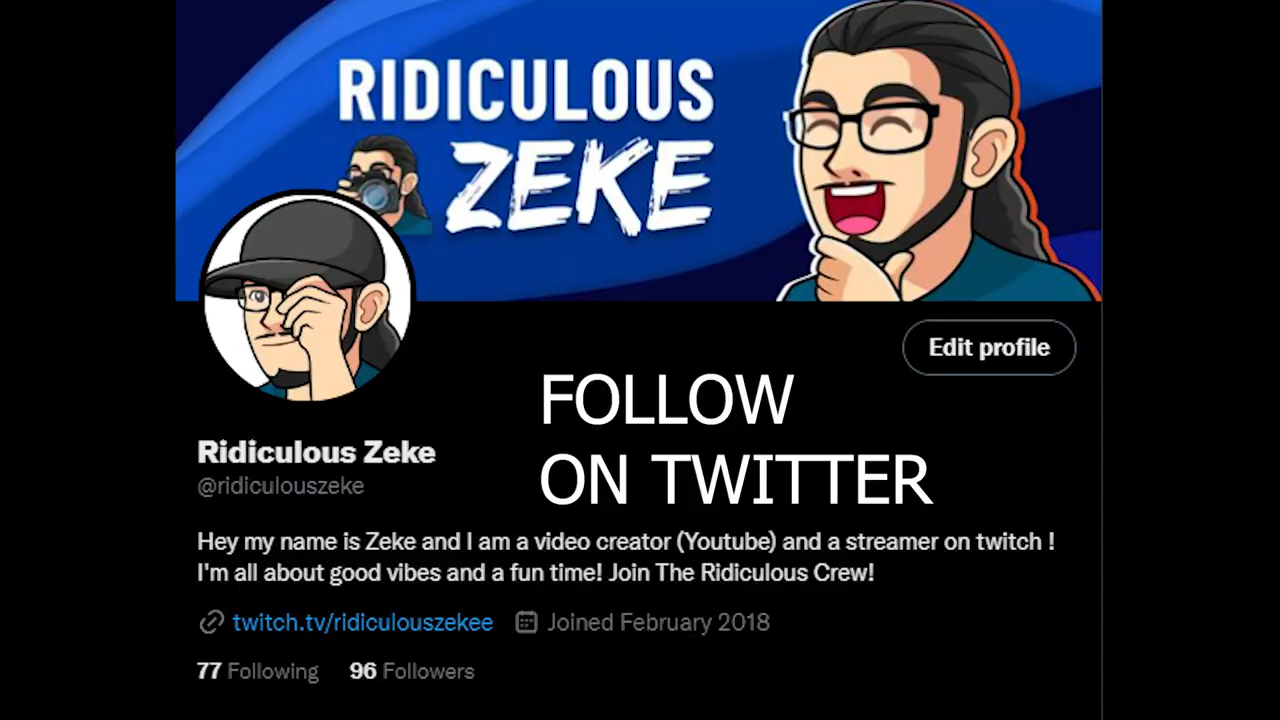 RIDICULOUS
ZEKE
Edit profile
FOLLOW
ON TWITTER
Ridiculous Zeke
@ridiculouszeke
Hey my name is Zeke and I am a video creator (Youtube) and a streamer on twitch !
I'm all about good vibes and a fun time! Join The Ridiculous Crew!
twitch.tv/ridiculouszekee Joined February 2018
77 Following 96 Followers